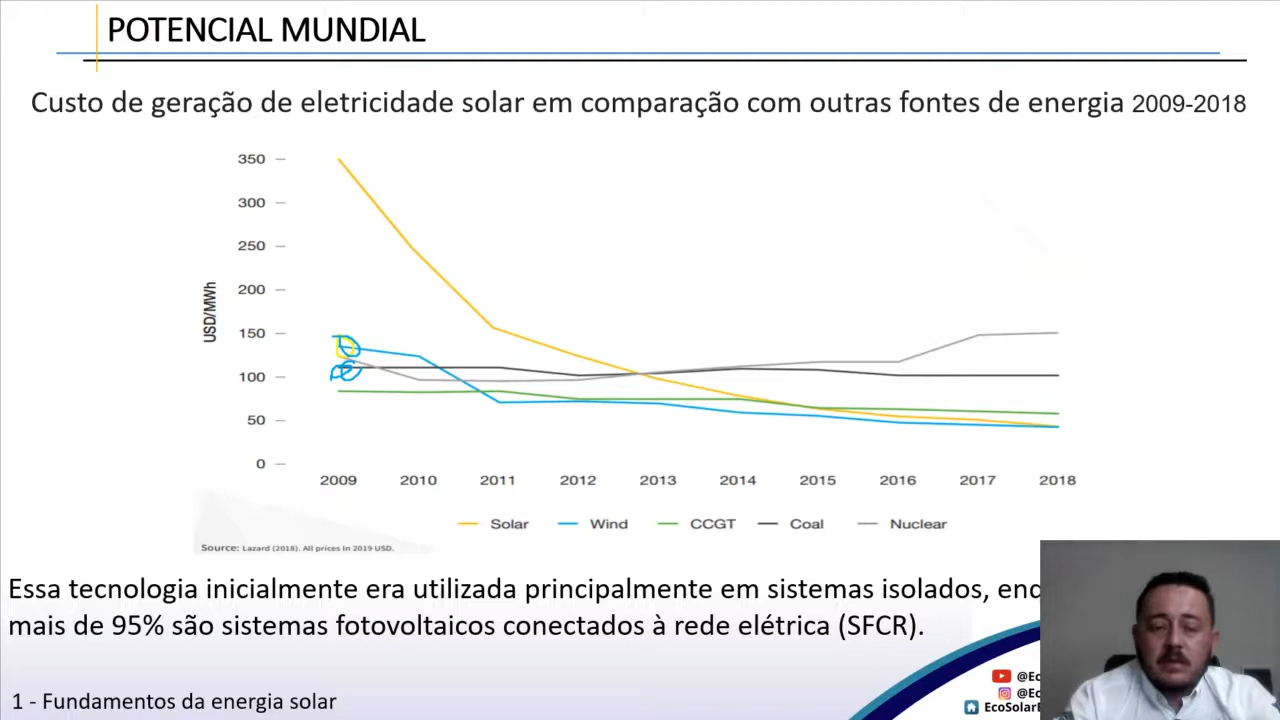 POTENCIAL MUNDIAL
Custo de geração de eletricidade solar em comparação com outras fontes de energia 2009-2018
350
300
250
200
150
100
50
0
USD/MWh
2009 2010 2011 2012 2013 2014 2015 2016 2017 2018
Solar Wind CCGT Coal Nuclear
Source: Lazard (2018). All prices in 2019 USD.
Essa tecnologia inicialmente era utilizada principalmente em sistemas isolados,
mais de 95% são sistemas fotovoltaicos conectados à rede elétrica (SFCR).
1 - Fundamentos da energia solar